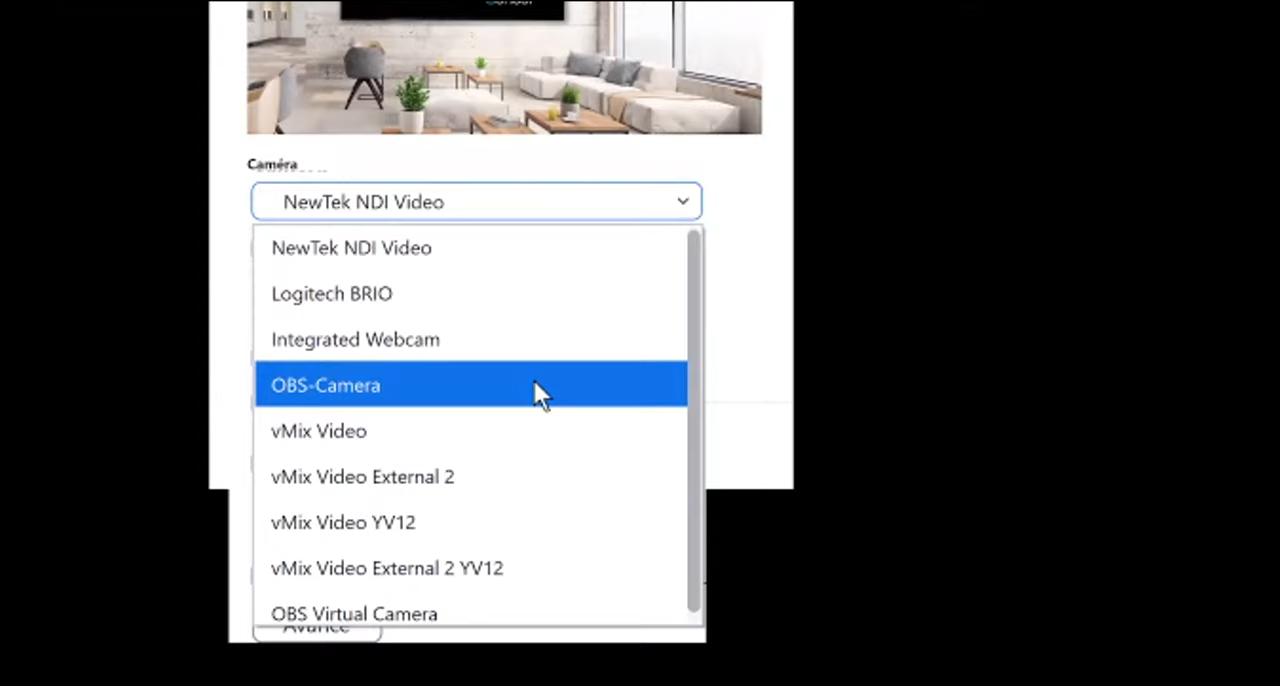 Caméra
NewTek NDI Video
NewTek NDI Video
Logitech BRIO
Integrated Webcam
OBS-Camera
vMix Video
vMix Video External 2
vMix Video YV12
vMix Video External 2 YV12
OBS Virtual Camera
Avancé